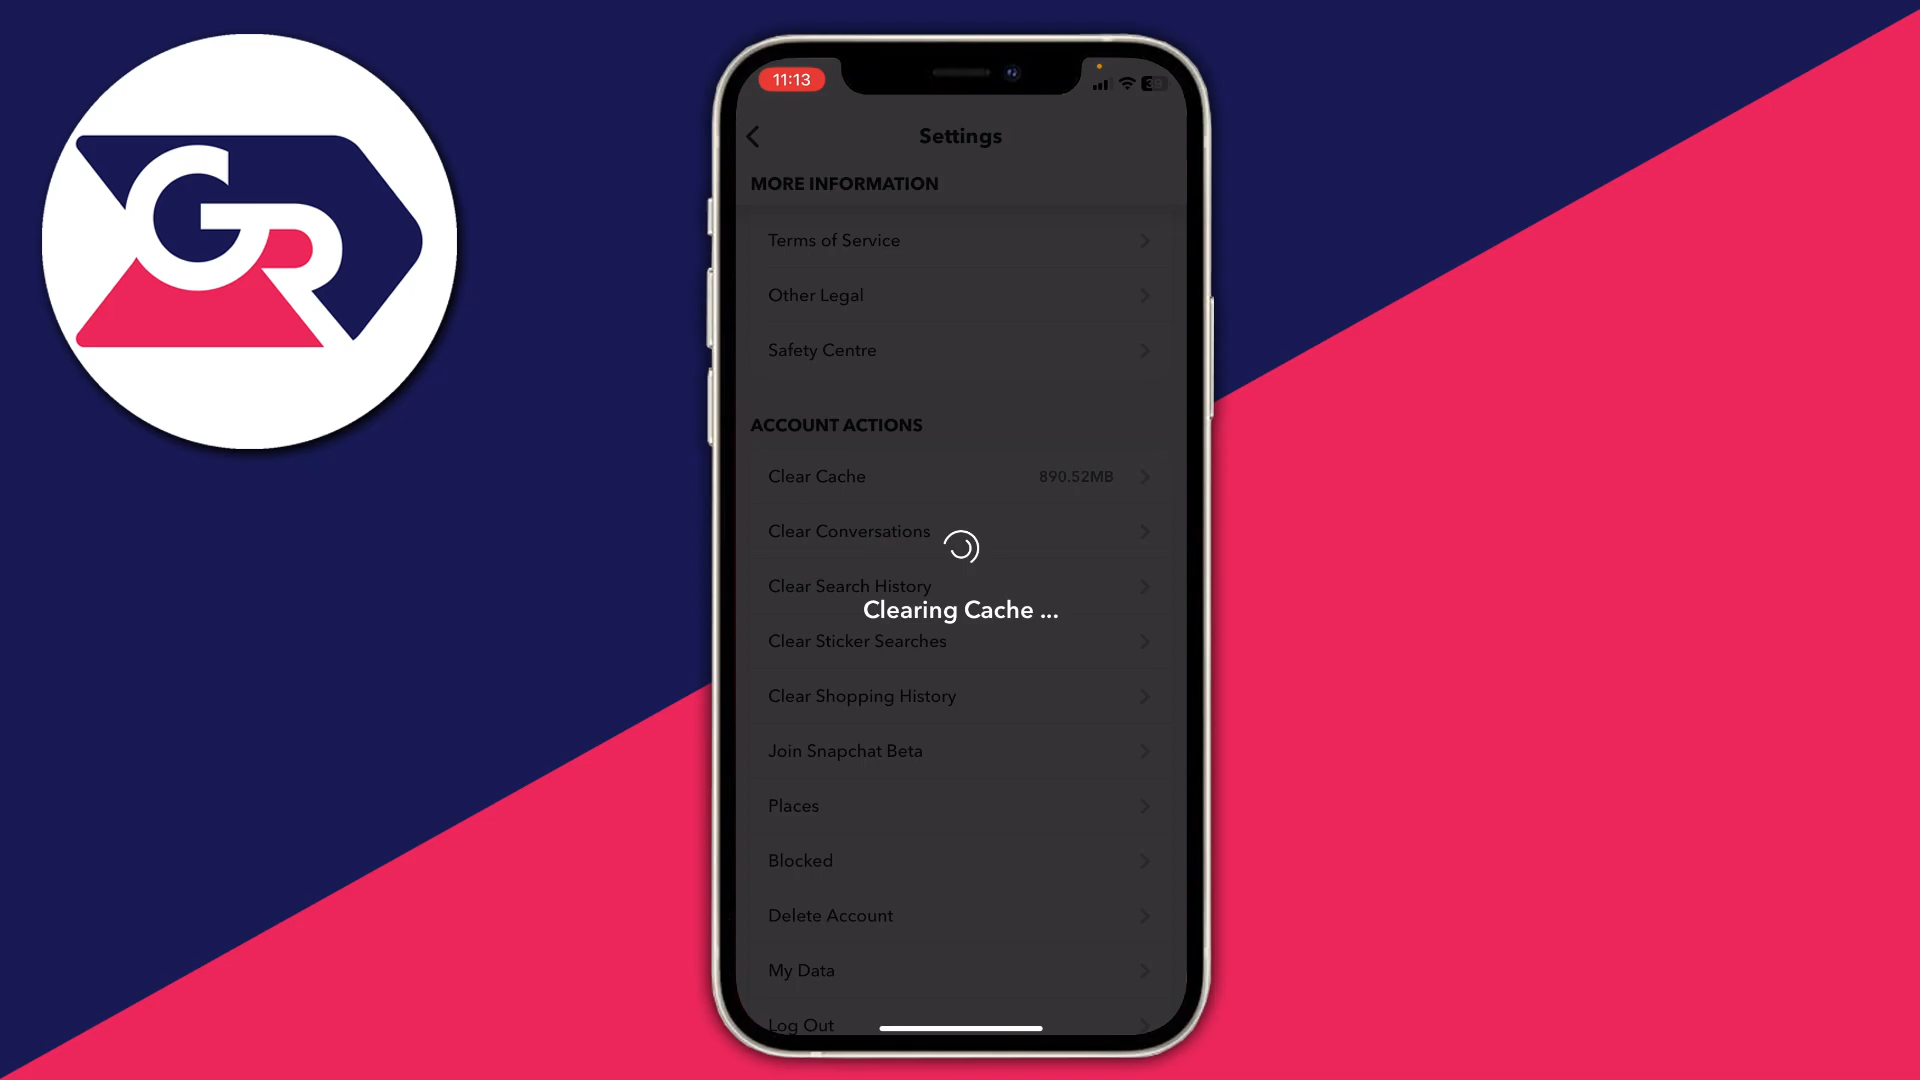 GR
11:13
Settings
MORE INFORMATION
Terms of Service
Other Legal
Safety Centre
ACCOUNT ACTIONS
Clear Cache 890.52MB
Clear Conversations
Clear Search History
Clearing Cache ...
Clear Sticker Searches
Clear Shopping History
Join Snapchat Beta
Places
Blocked
Delete Account
My Data
Log Out